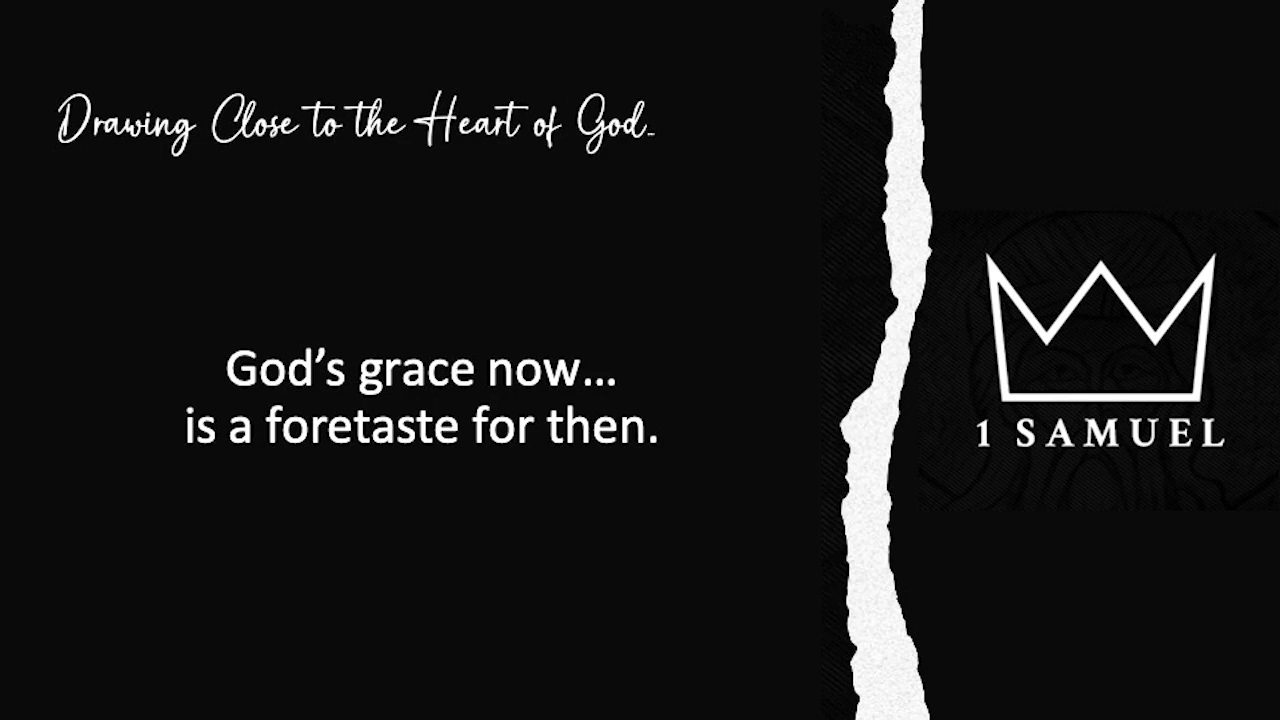 Drawing Close to the Heart of God...
God’s grace now...
is a foretaste for then.
1 SAMUEL